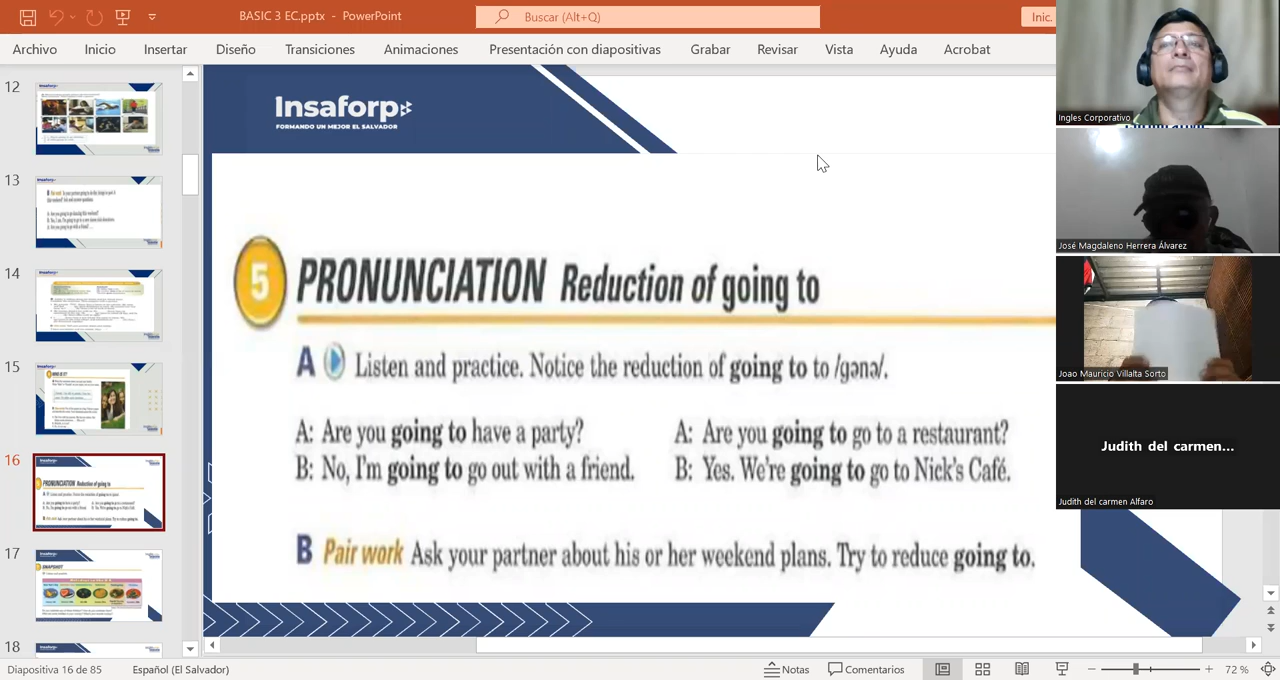 BASIC 3 EC.pptx - PowerPoint
Buscar (Alt+Q)
Inic.
Archivo Inicio Insertar Diseño Transiciones Animaciones Presentación con diapositivas Grabar Revisar Vista Ayuda Acrobat
12
13
14
15
16
17
18
Insaforp
FORMANDO UN MEJOR EL SALVADOR
5 PRONUNCIATION Reduction of going to
A Listen and practice. Notice the reduction of going to to /gənə/.
A: Are you going to have a party?
B: No, I'm going to go out with a friend.
A: Are you going to go to a restaurant?
B: Yes. We're going to go to Nick's Café.
B Pair work Ask your partner about his or her weekend plans. Try to reduce going to.
Ingles Corporativo
José Magdaleno Herrera Álvarez
Joao Mauricio Villalta Sorto
Judith del carmen...
Judith del carmen Alfaro
Diapositiva 16 de 85
Español (El Salvador)
Notas
Comentarios
72 %